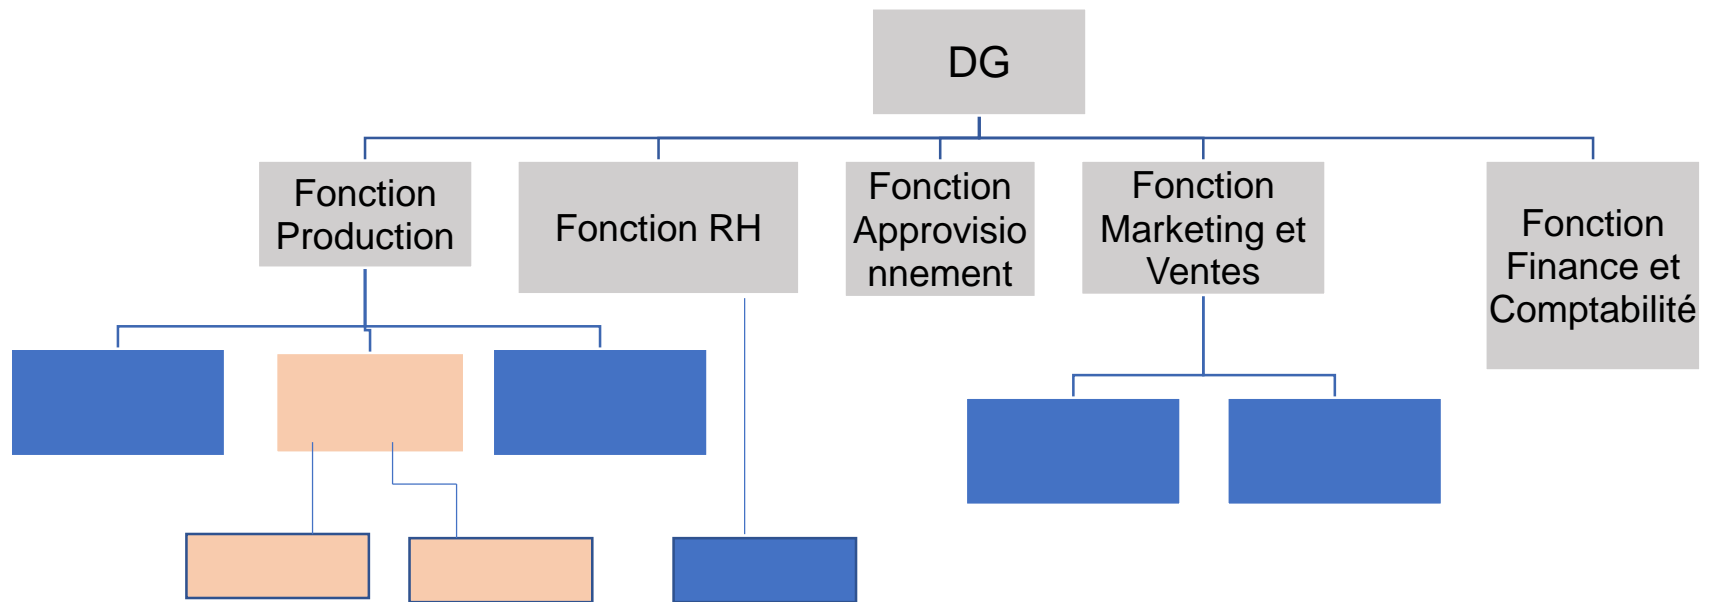 DG
Fonction
Production
Fonction RH
Fonction
Approvisio
nnement
Fonction
Marketing et
Ventes
Fonction
Finance et
Comptabilité